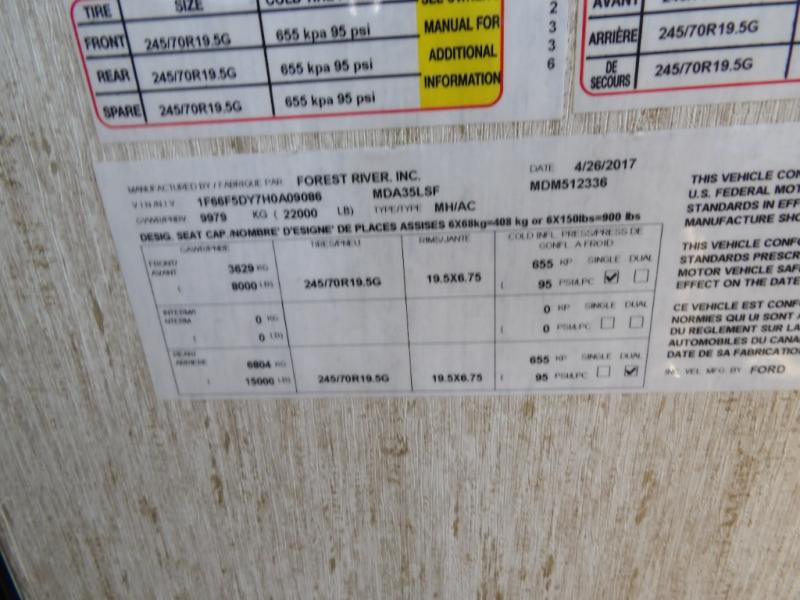 TIRE SIZE
FRONT 245/70R19.5G 655 kpa 95 psi
REAR 245/70R19.5G 655 kpa 95 psi
SPARE 245/70R19.5G 655 kpa 95 psi
MANUAL FOR
ADDITIONAL
INFORMATION
2
3
3
6
AVANT
ARRIÈRE 245/70R19.5G
DE
SECOURS 245/70R19.5G
MANUFACTURED BY / FABRIQUE PAR FOREST RIVER, INC. DATE 4/26/2017
V.I.N./N.I.V. 1F66F5DY7H0A09086 MDA35LSF MDM512336
GVWR/PNBV 9979 KG ( 22000 LB) TYPE/TYPE MH/AC
DESIG. SEAT CAP./NOMBRE' D'ESIGNE' DE PLACES ASSISES 6X68kg=408 kg or 6X150lbs=900 lbs
GAWR/PNBE TIRES/PNEU RIMS/JANTE COLD INFL. PRESS/PRESS DE
GONFL A FROID
FRONT/
AVANT 3629 KG 655 KP SINGLE DUAL
( 8000 LB) 245/70R19.5G 19.5X6.75 ( 95 PSI/LPC
0 KG 0 KP SINGLE DUAL
( 0 LB) ( 0 PSI/LPC
REAR/
ARRIERE 6804 KG 655 KP SINGLE DUAL
( 15000 LB) 245/70R19.5G 19.5X6.75 ( 95 PSI/LPC
THIS VEHICLE CON
U.S. FEDERAL MOT
STANDARDS IN EFF
MANUFACTURE SHO
THIS VEHICLE CONF
STANDARDS PRESCR
MOTOR VEHICLE SAF
EFFECT ON THE DATE
CE VEHICLE EST CONF
NORMIES QUI UI SONT A
DU REGLEMENT SUR LA
AUTOMOBILES DU CANA
DATE DE SA FABRICATION
INC. VEL. MFG. BY FORD